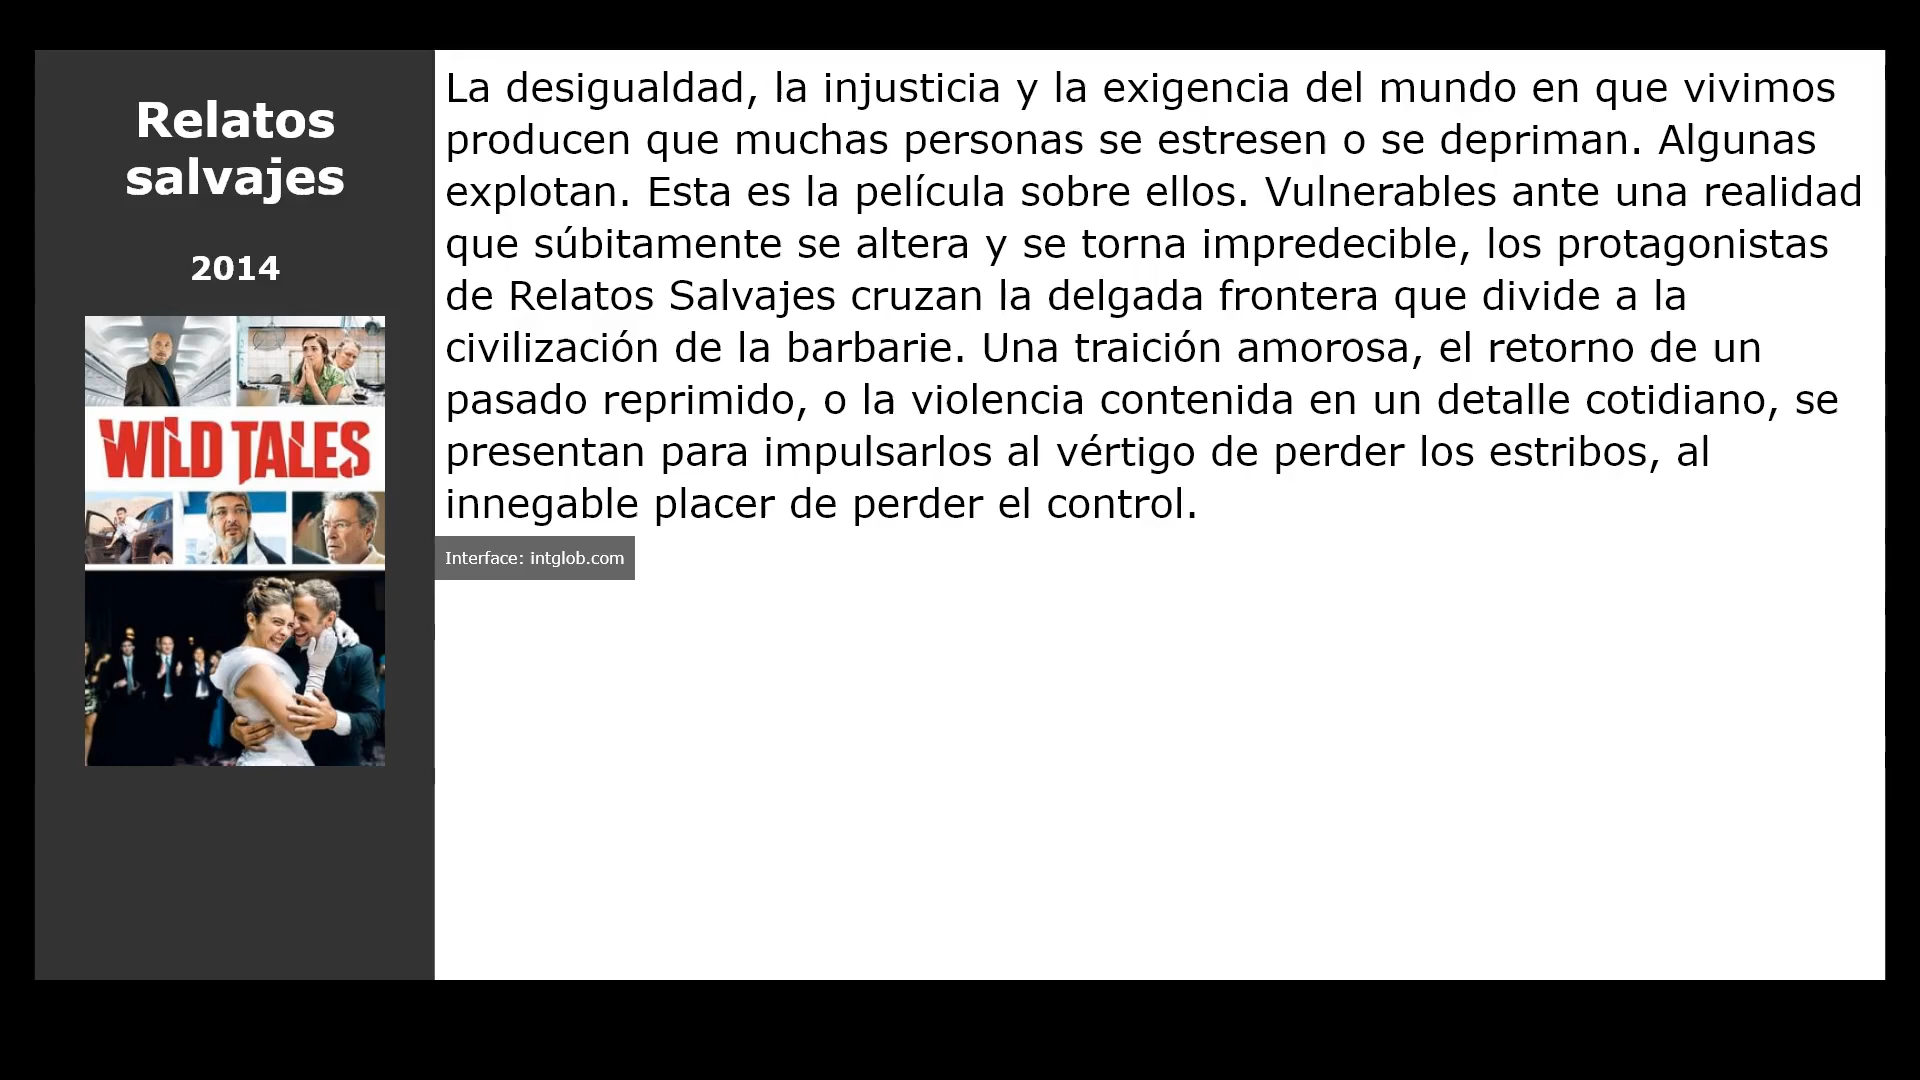 Relatos
salvajes
2014
WILD TALES
La desigualdad, la injusticia y la exigencia del mundo en que vivimos
producen que muchas personas se estresen o se depriman. Algunas
explotan. Esta es la película sobre ellos. Vulnerables ante una realidad
que súbitamente se altera y se torna impredecible, los protagonistas
de Relatos Salvajes cruzan la delgada frontera que divide a la
civilización de la barbarie. Una traición amorosa, el retorno de un
pasado reprimido, o la violencia contenida en un detalle cotidiano, se
presentan para impulsarlos al vértigo de perder los estribos, al
innegable placer de perder el control.
Interface: intglob.com